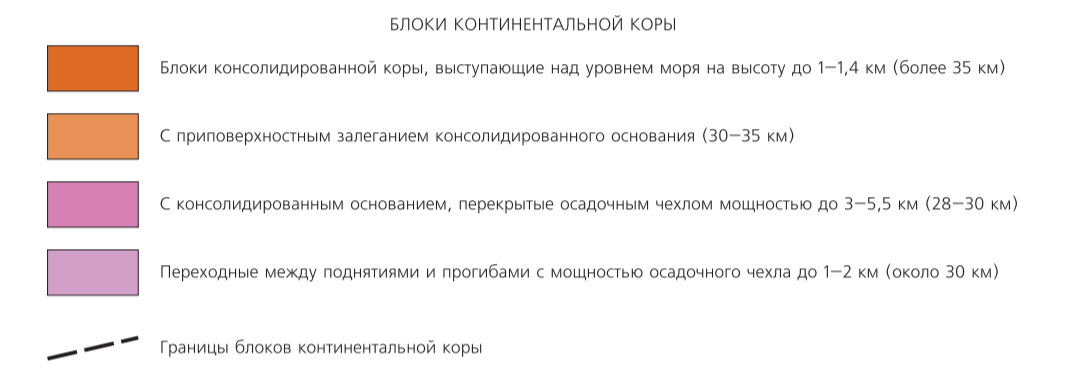 БЛОКИ КОНТИНЕНТАЛЬНОЙ КОРЫ
Блоки консолидированной коры, выступающие над уровнем моря на высоту до 1—1,4 км (более 35 км)
С приповерхностным залеганием консолидированного основания (30—35 км)
С консолидированным основанием, перекрытые осадочным чехлом мощностью до 3—5,5 км (28—30 км)
Переходные между поднятиями и прогибами с мощностью осадочного чехла до 1—2 км (около 30 км)
Границы блоков континентальной коры